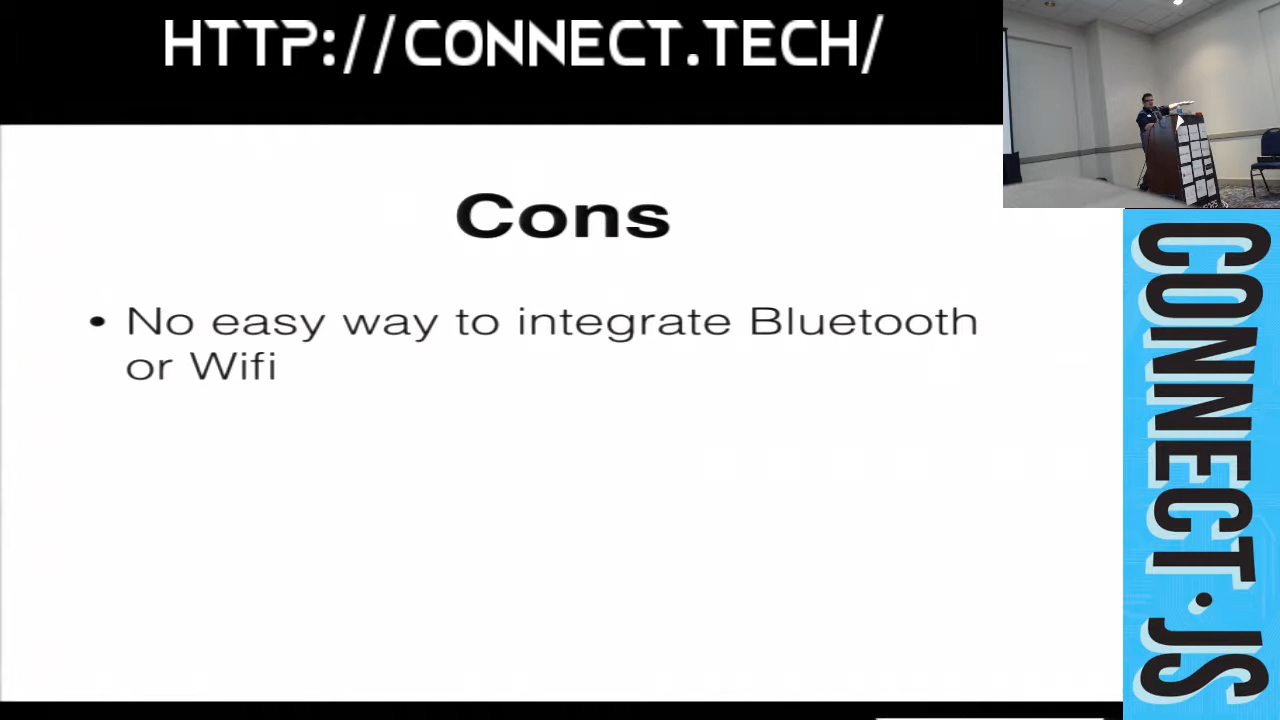 HTTP://CONNECT.TECH/
Cons
• No easy way to integrate Bluetooth
or Wifi
CONNECT.JS